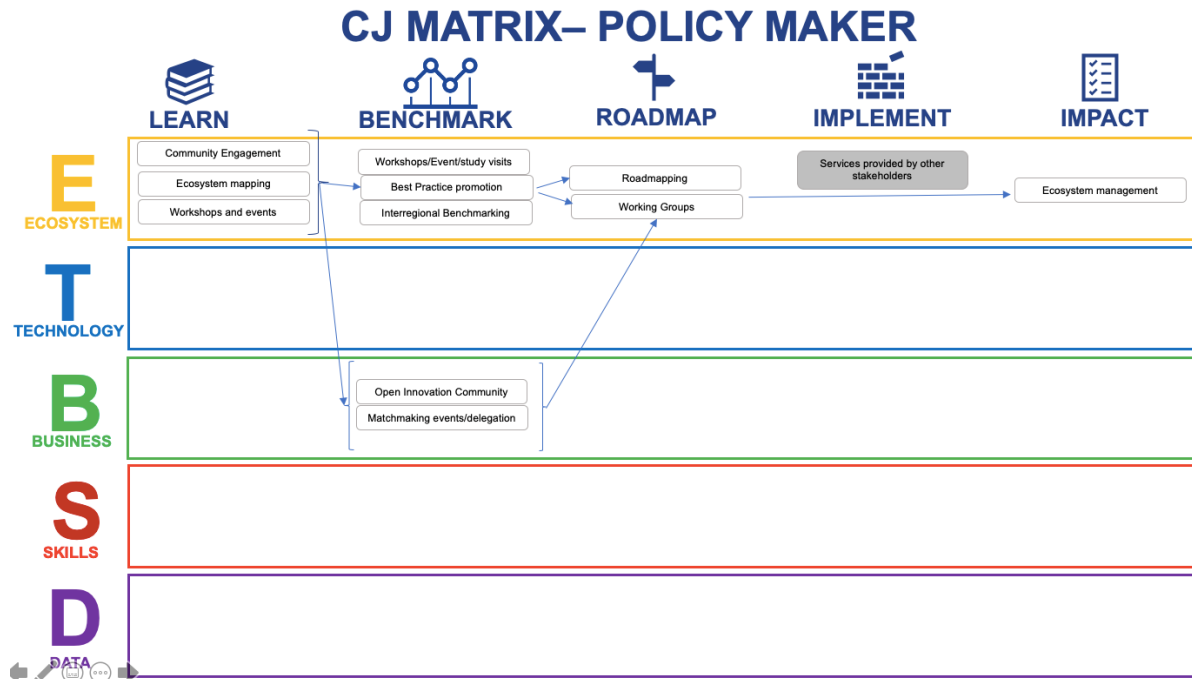 CJ MATRIX– POLICY MAKER
LEARN
BENCHMARK
ROADMAP
IMPLEMENT
IMPACT
E
ECOSYSTEM
Community Engagement
Ecosystem mapping
Workshops and events
Workshops/Event/study visits
Best Practice promotion
Interregional Benchmarking
Roadmapping
Working Groups
Services provided by other
stakeholders
Ecosystem management
T
TECHNOLOGY
B
BUSINESS
Open Innovation Community
Matchmaking events/delegation
S
SKILLS
D
DATA